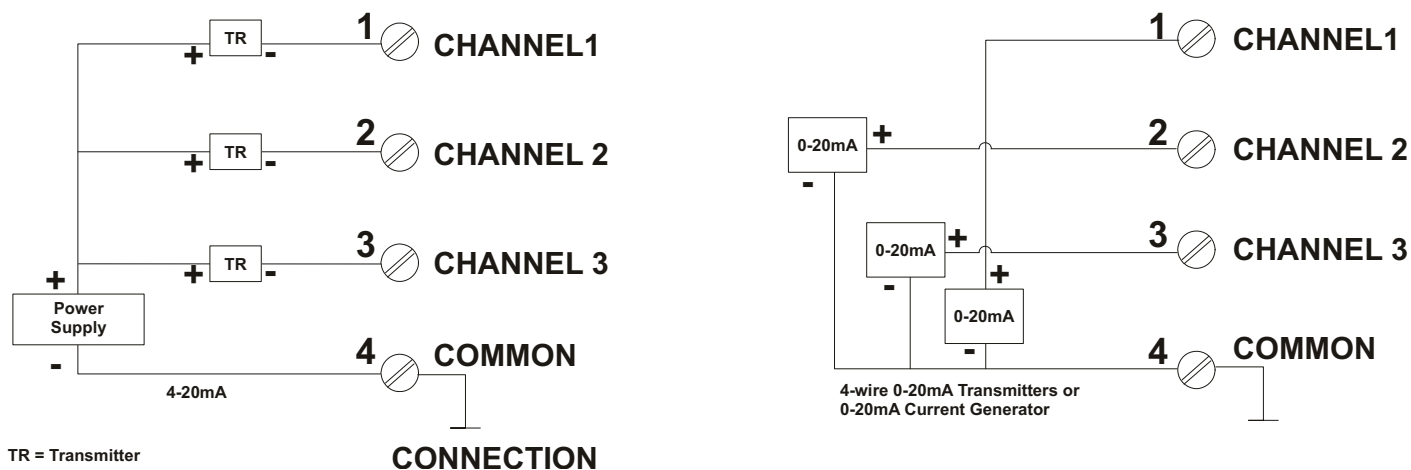 TR
+ -
1
CHANNEL1
TR
+ -
2
CHANNEL 2
TR
+ -
3
CHANNEL 3
+
Power
Supply
-
4
COMMON
4-20mA
TR = Transmitter
CONNECTION
1
CHANNEL1
0-20mA
+
-
2
CHANNEL 2
0-20mA
+
-
3
CHANNEL 3
+
0-20mA
-
4
COMMON
4-wire 0-20mA Transmitters or
0-20mA Current Generator